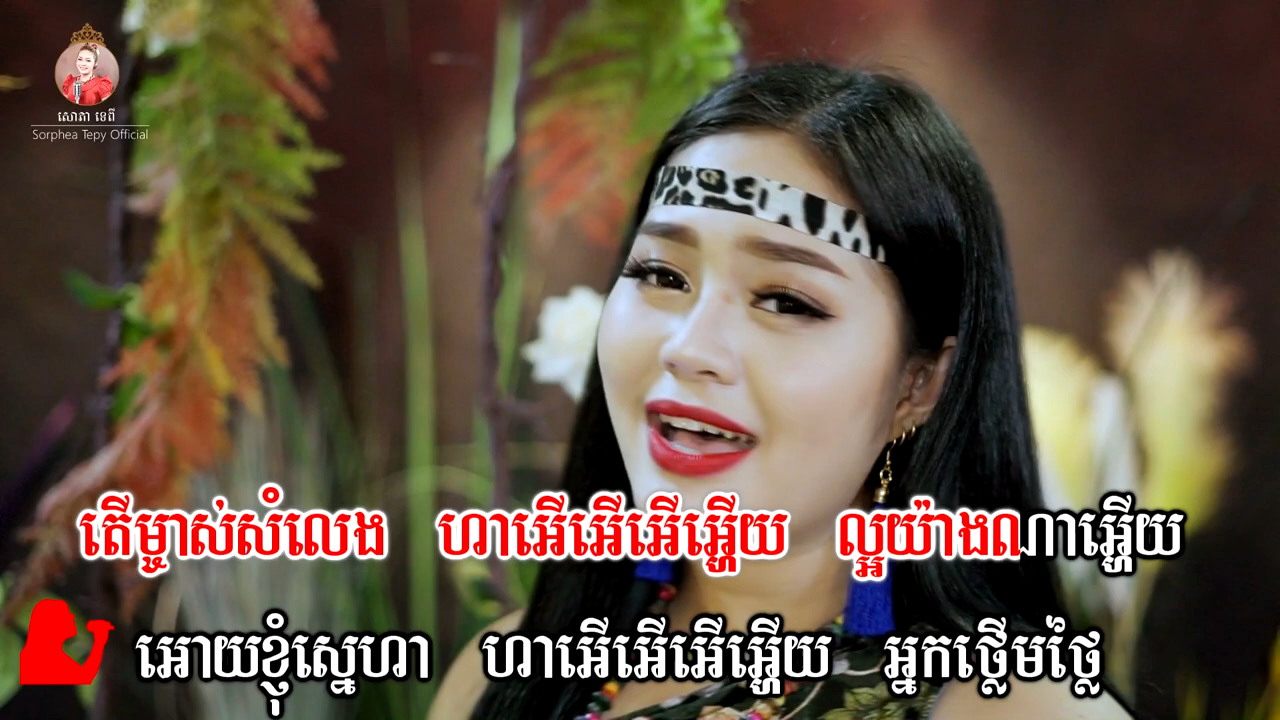 សោភា ទេពី
Sorphea Tepy Official
តើម្ចាស់សំលេង ហាអើអើអើអ្ហើយ ល្អយ៉ាងណាអ្ហើយ
អោយខ្ញុំស្នេហា ហាអើអើអើអ្ហើយ អ្នកថ្លើមថ្លៃ